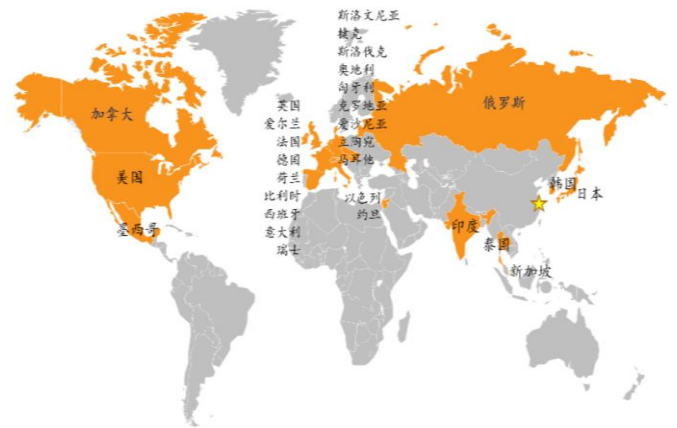 斯洛文尼亚
捷克
斯洛伐克
奥地利
匈牙利
克罗地亚
爱沙尼亚
立陶宛
马耳他
英国
爱尔兰
法国
德国
荷兰
比利时
西班牙
意大利
瑞士
以色列
约旦
加拿大
美国
墨西哥
俄罗斯
韩国
日本
印度
泰国
新加坡